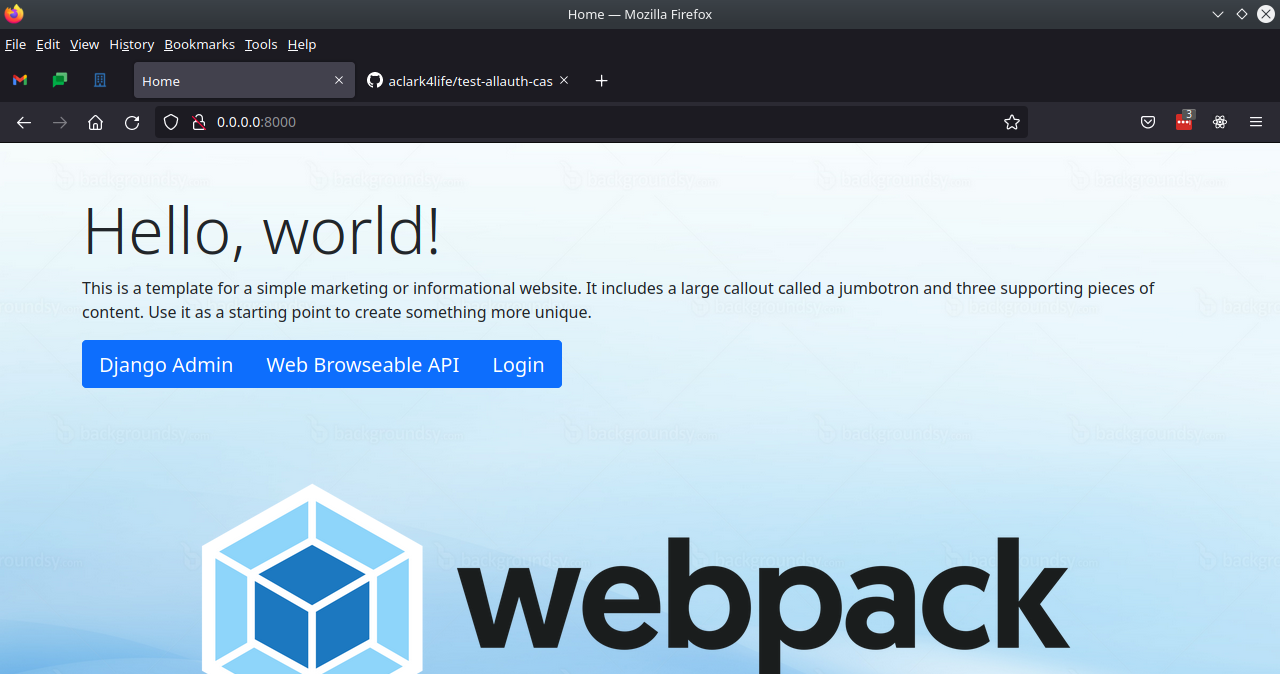 Home — Mozilla Firefox
File Edit View History Bookmarks Tools Help
Home
aclark4life/test-allauth-cas
0.0.0.0:8000
3
Hello, world!
This is a template for a simple marketing or informational website. It includes a large callout called a jumbotron and three supporting pieces of
content. Use it as a starting point to create something more unique.
Django Admin Web Browseable API Login
webpack